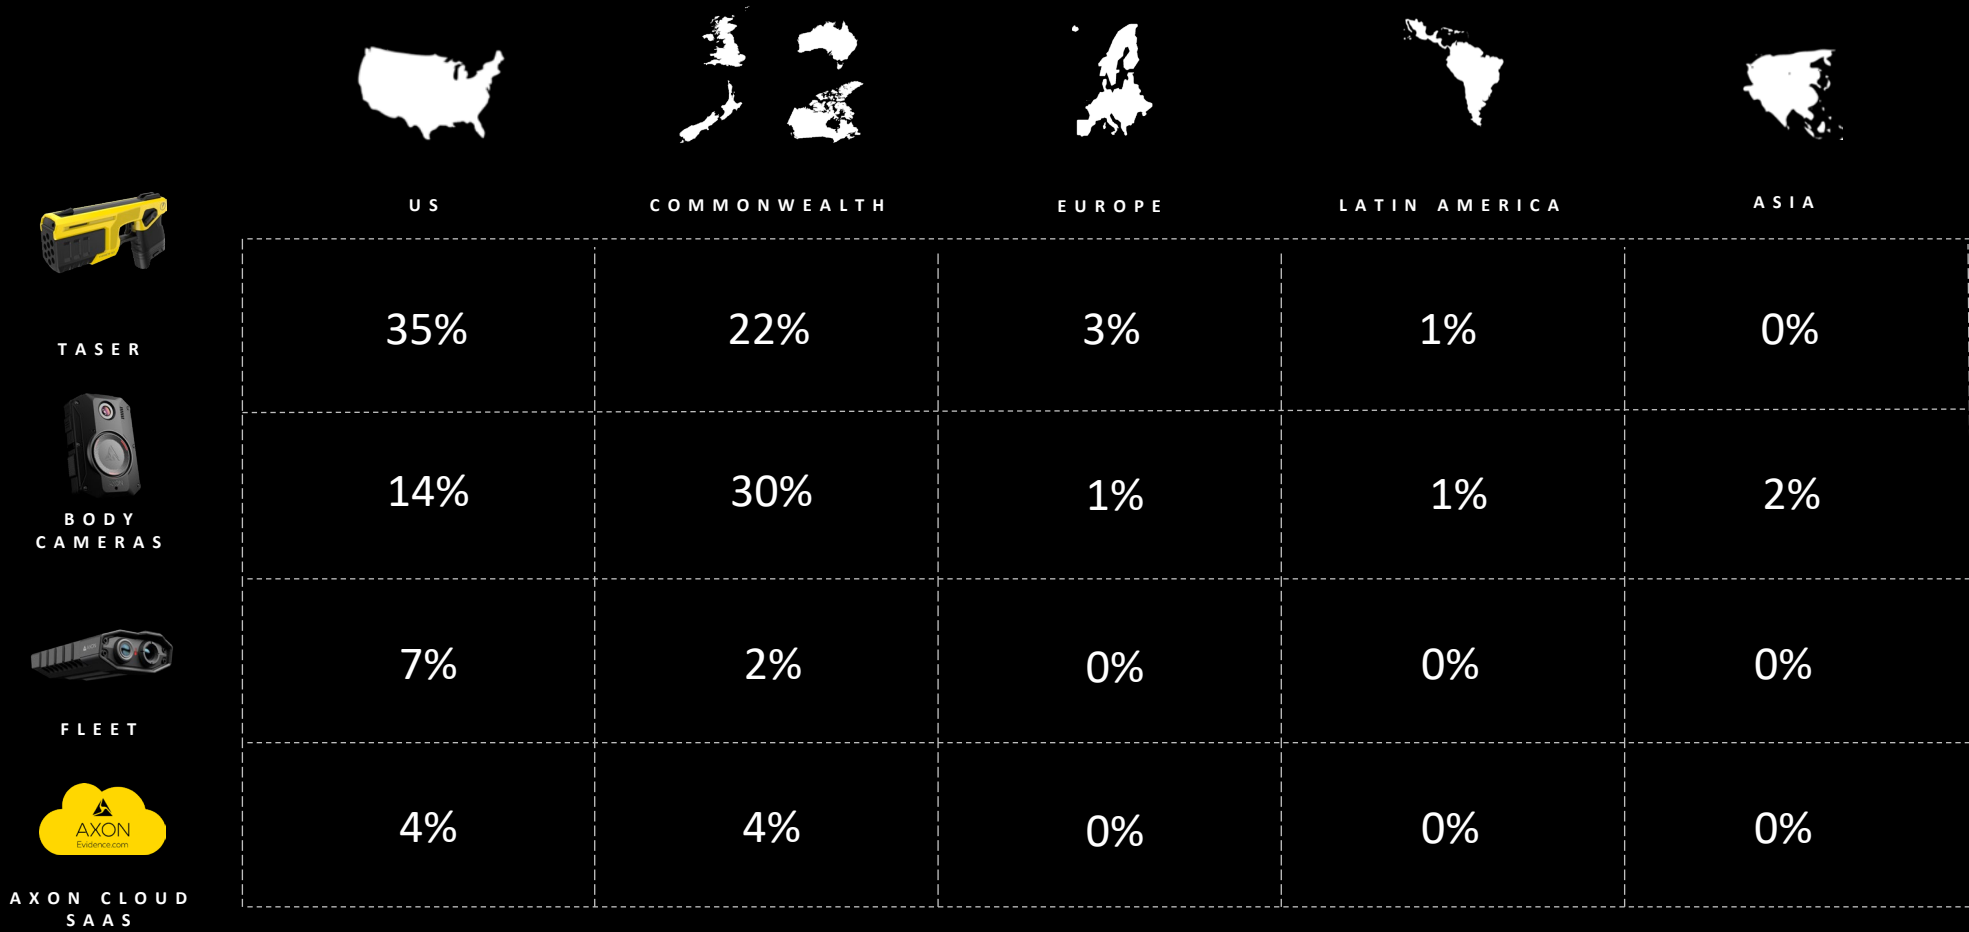 US
COMMONWEALTH
EUROPE
LATIN AMERICA
ASIA
TASER
35%
22%
3%
1%
0%
BODY
CAMERAS
14%
30%
1%
1%
2%
AXON
FLEET
7%
2%
0%
0%
0%
AXON
Evidence.com
AXON CLOUD
SAAS
4%
4%
0%
0%
0%